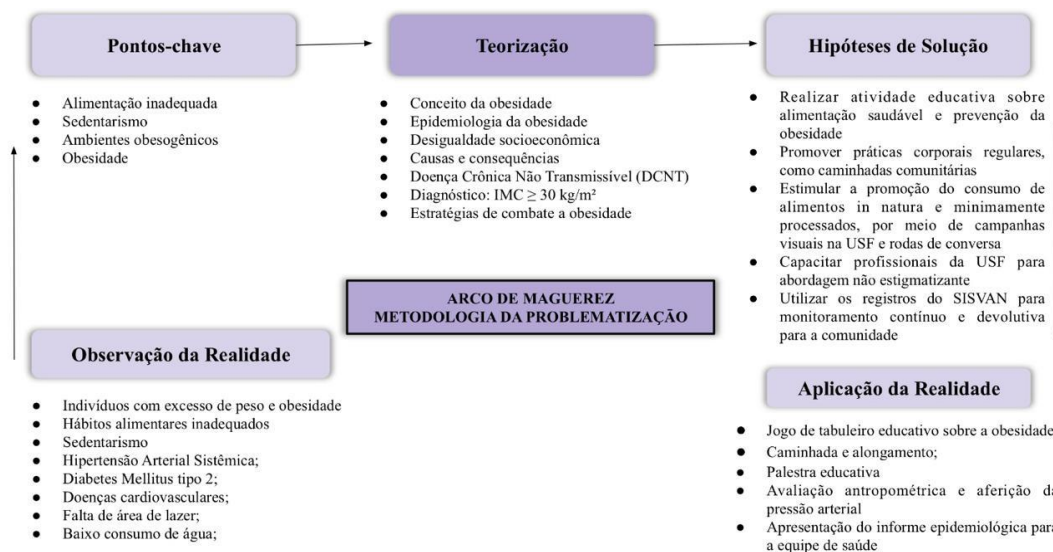 Pontos-chave
Alimentação inadequada
Sedentarismo
Ambientes obesogênicos
Obesidade
Teorização
Conceito da obesidade
Epidemiologia da obesidade
Desigualdade socioeconômica
Causas e consequências
Doença Crônica Não Transmissível (DCNT)
Diagnóstico: IMC ≥ 30 kg/m²
Estratégias de combate a obesidade
Hipóteses de Solução
Realizar atividade educativa sobre
alimentação saudável e prevenção da
obesidade
Promover práticas corporais regulares,
como caminhadas comunitárias
Estimular a promoção do consumo de
alimentos in natura e minimamente
processados, por meio de campanhas
visuais na USF e rodas de conversa
Capacitar profissionais da USF para
abordagem não estigmatizante
Utilizar os registros do SISVAN para
monitoramento contínuo e devolutiva
para a comunidade
ARCO DE MAGUEREZ
METODOLOGIA DA PROBLEMATIZAÇÃO
Observação da Realidade
Indivíduos com excesso de peso e obesidade
Hábitos alimentares inadequados
Sedentarismo
Hipertensão Arterial Sistêmica;
Diabetes Mellitus tipo 2;
Doenças cardiovasculares;
Falta de área de lazer;
Baixo consumo de água;
Aplicação da Realidade
Jogo de tabuleiro educativo sobre a obesidade
Caminhada e alongamento;
Palestra educativa
Avaliação antropométrica e aferição da
pressão arterial
Apresentação do informe epidemiológica para
a equipe de saúde